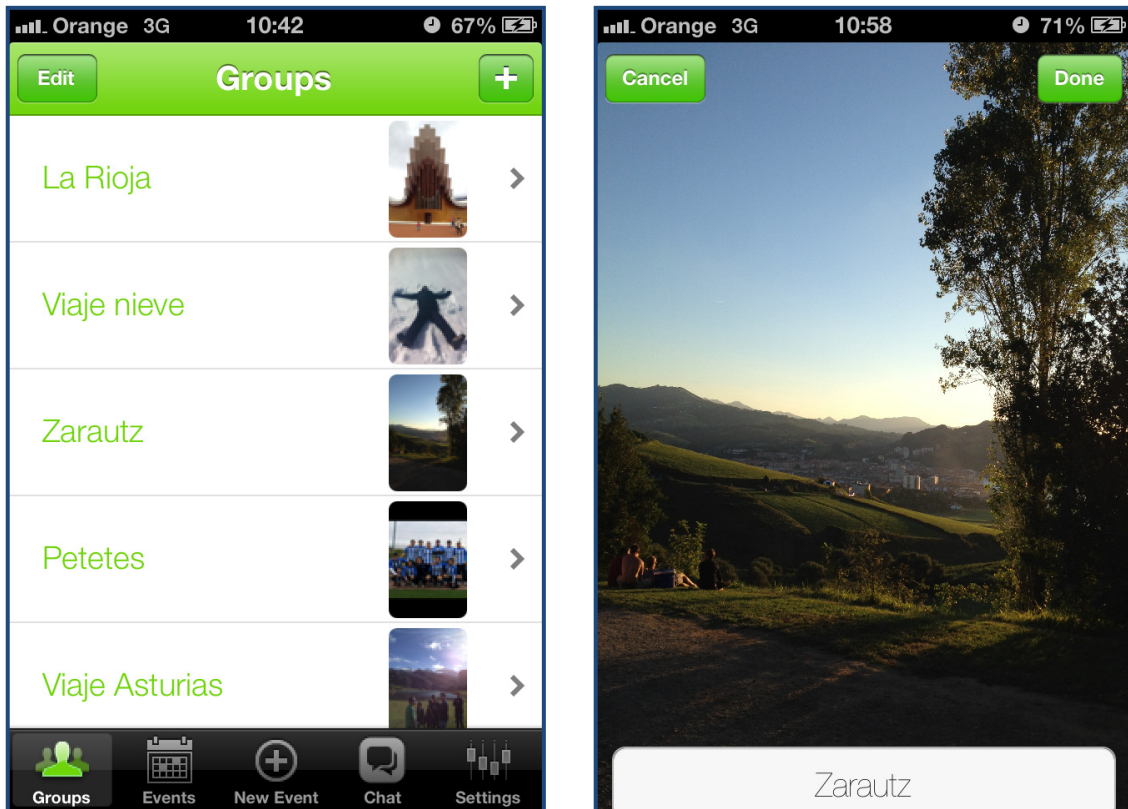 Orange 3G 10:42 67%
Edit Groups +
La Rioja
Viaje nieve
Zarautz
Petetes
Viaje Asturias
Groups Events New Event Chat Settings
Orange 3G 10:58 71%
Cancel Done
Zarautz